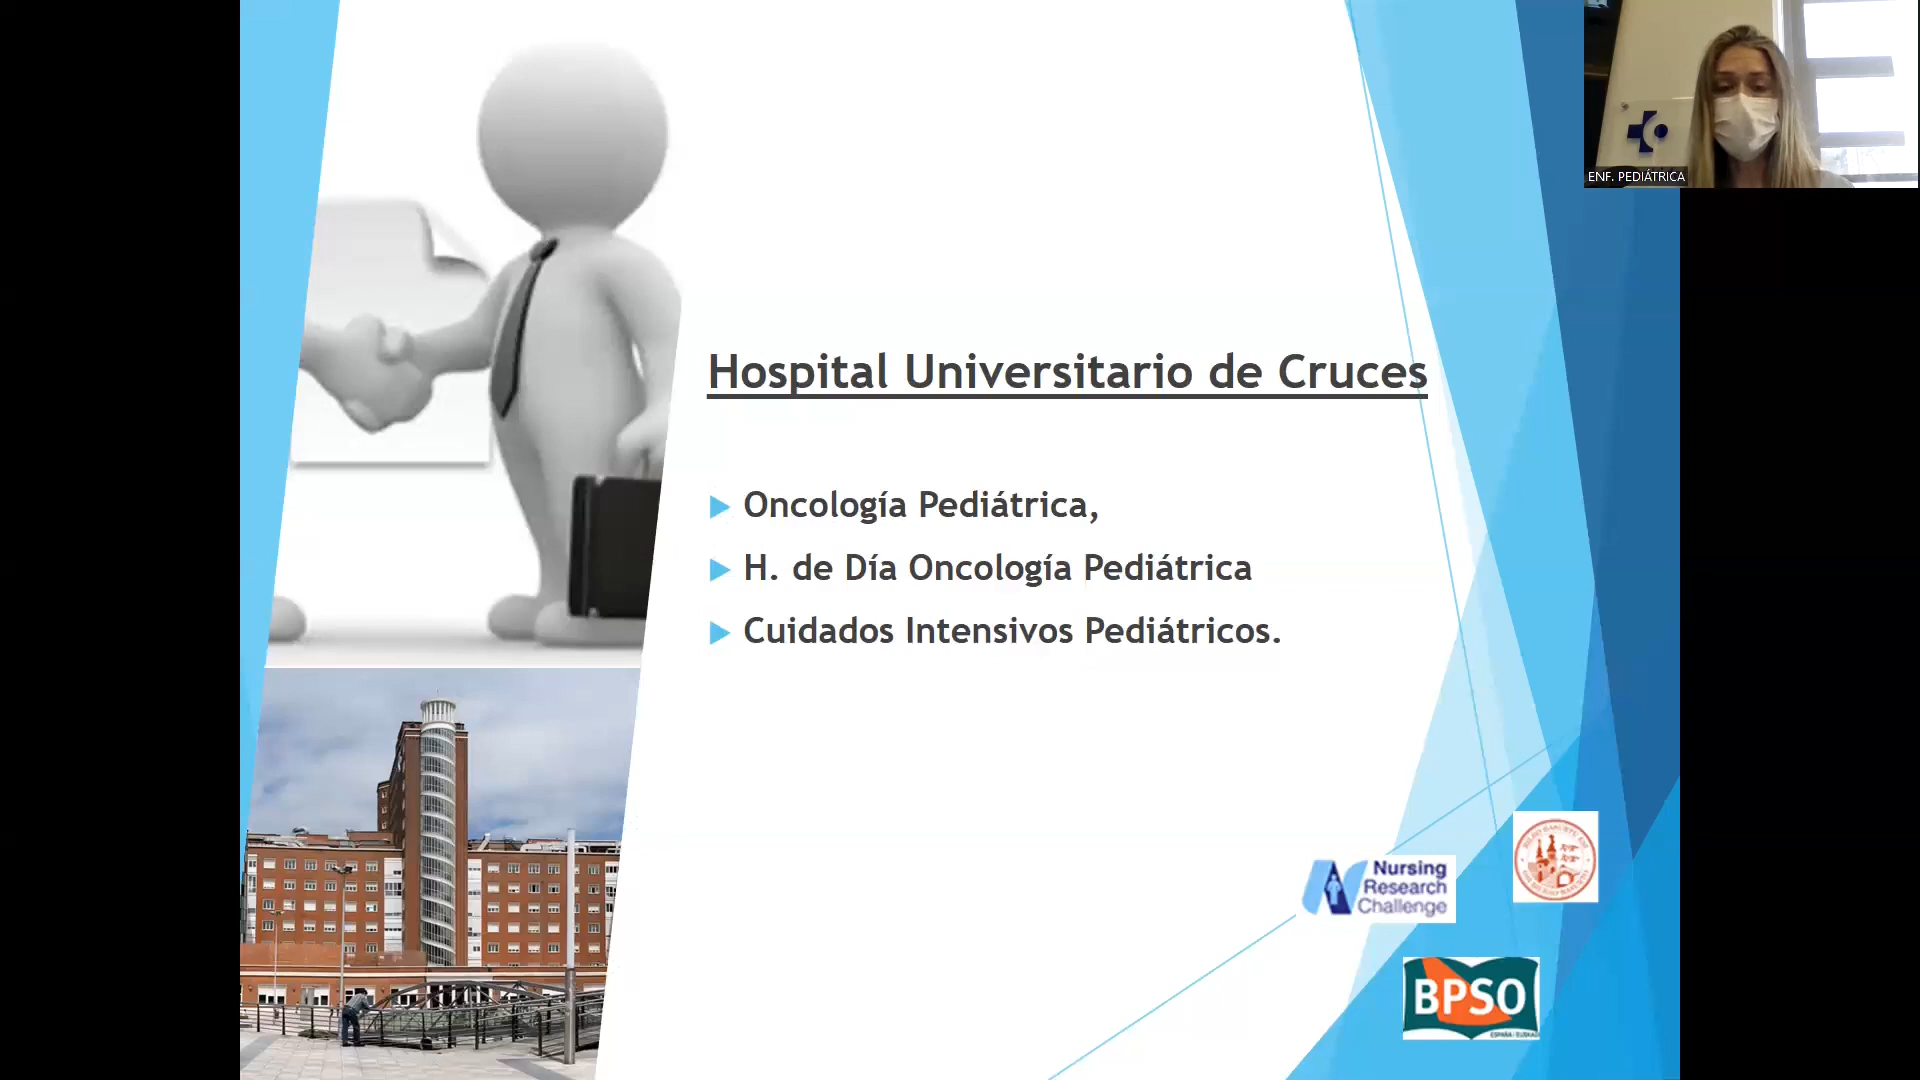 ENF. PEDIÁTRICA
Hospital Universitario de Cruces
Oncología Pediátrica,
H. de Día Oncología Pediátrica
Cuidados Intensivos Pediátricos.
Nursing
Research
Challenge
BPSO